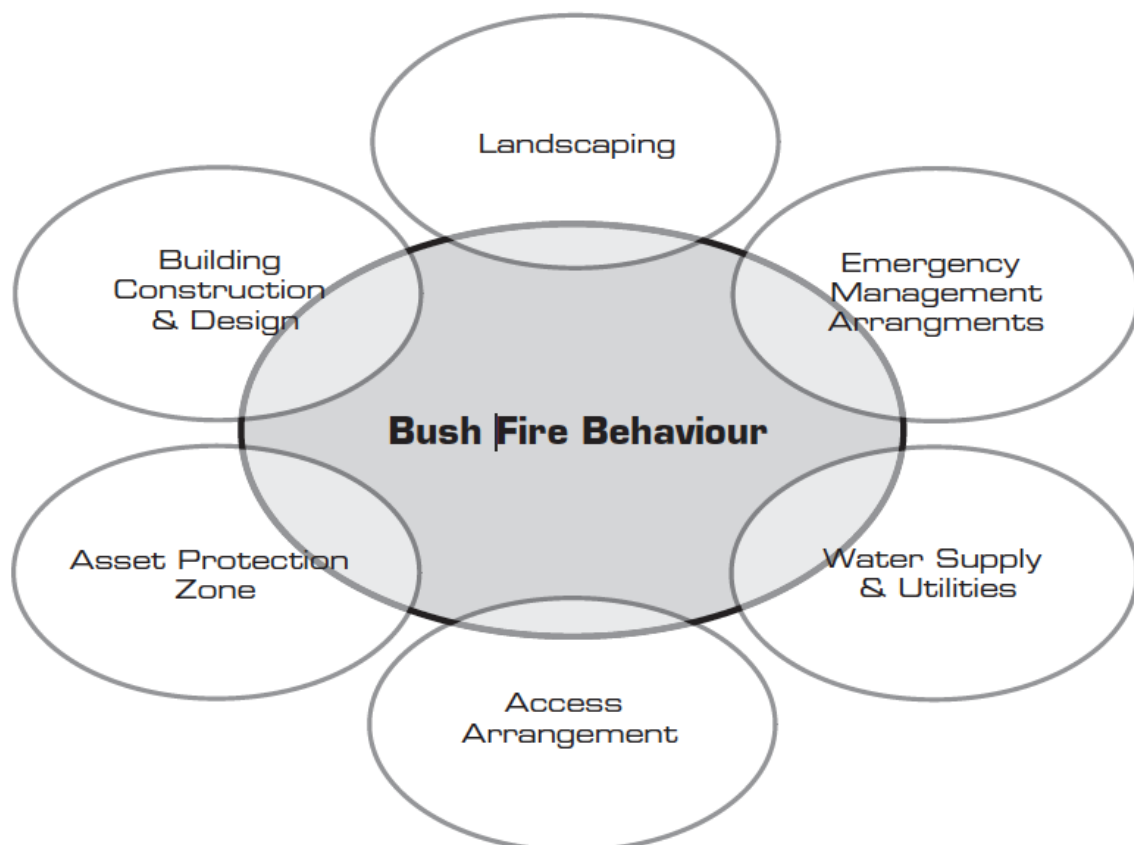 Landscaping
Building
Construction
& Design
Emergency
Management
Arrangments
Bush Fire Behaviour
Asset Protection
Zone
Water Supply
& Utilities
Access
Arrangement